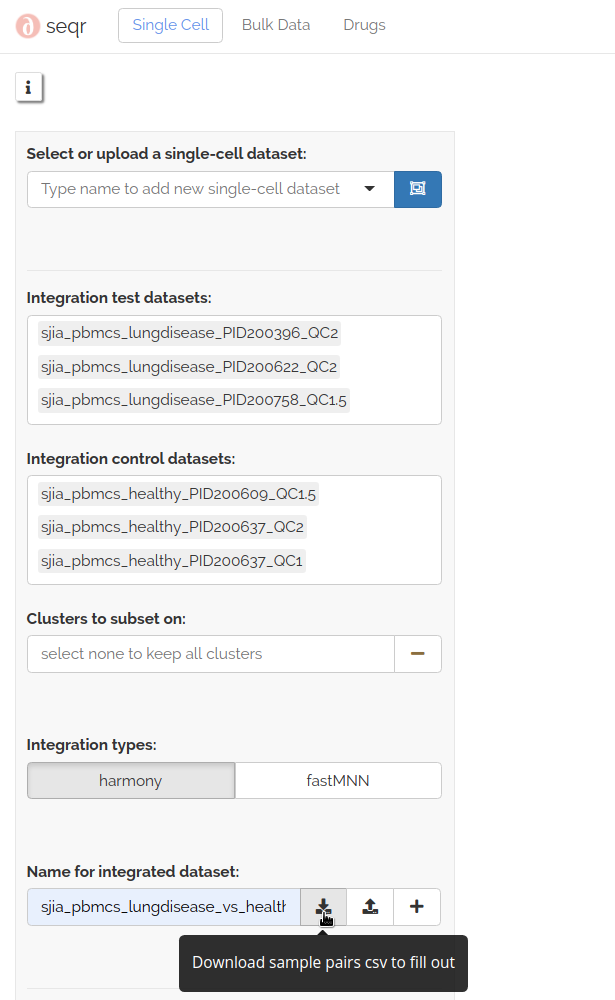 seqr Single Cell Bulk Data Drugs
i
Select or upload a single-cell dataset:
Type name to add new single-cell dataset
Integration test datasets:
sjia_pbmcs_lungdisease_PID200396_QC2
sjia_pbmcs_lungdisease_PID200622_QC2
sjia_pbmcs_lungdisease_PID200758_QC1.5
Integration control datasets:
sjia_pbmcs_healthy_PID200609_QC1.5
sjia_pbmcs_healthy_PID200637_QC2
sjia_pbmcs_healthy_PID200637_QC1
Clusters to subset on:
select none to keep all clusters
Integration types:
harmony fastMNN
Name for integrated dataset:
sjia_pbmcs_lungdisease_vs_health
Download sample pairs csv to fill out